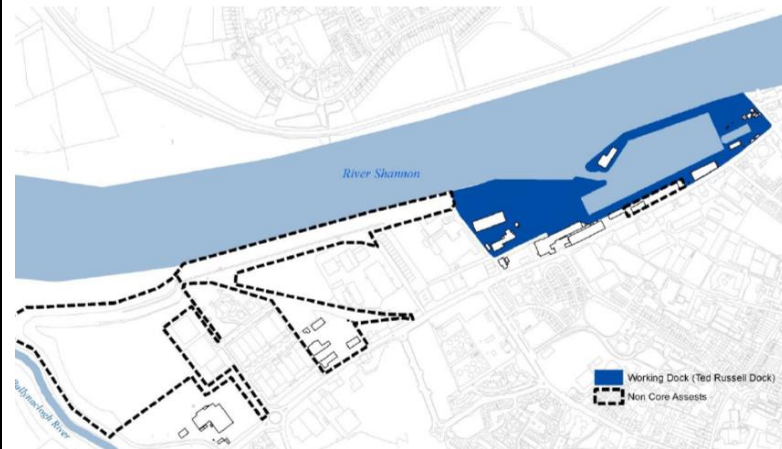 River Shannon
Ballynaclogh River
Working Dock (Ted Russell Dock)
Non Core Assests